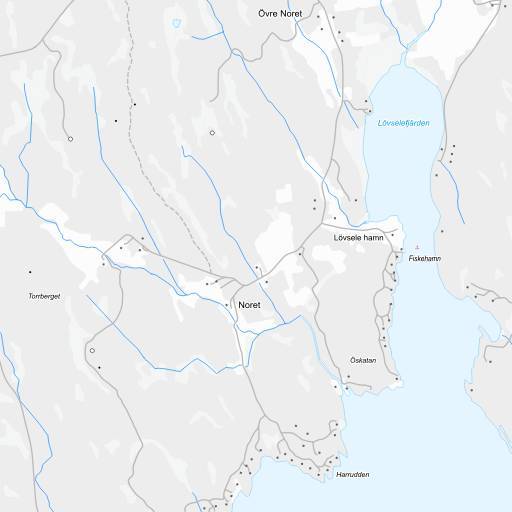 Övre Noret
Lövselefjärden
Lövsele hamn
Fiskehamn
Torrberget
Noret
Öskatan
Harrudden